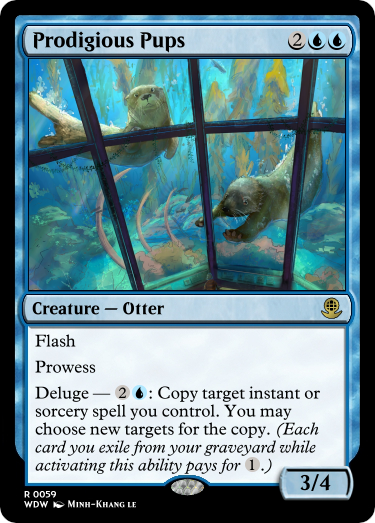 Prodigious Pups 2
Creature — Otter
Flash
Prowess
Deluge — 2: Copy target instant or
sorcery spell you control. You may
choose new targets for the copy. (Each
card you exile from your graveyard while
activating this ability pays for 1.)
3/4
R 0059
WDW Minh-Khang le